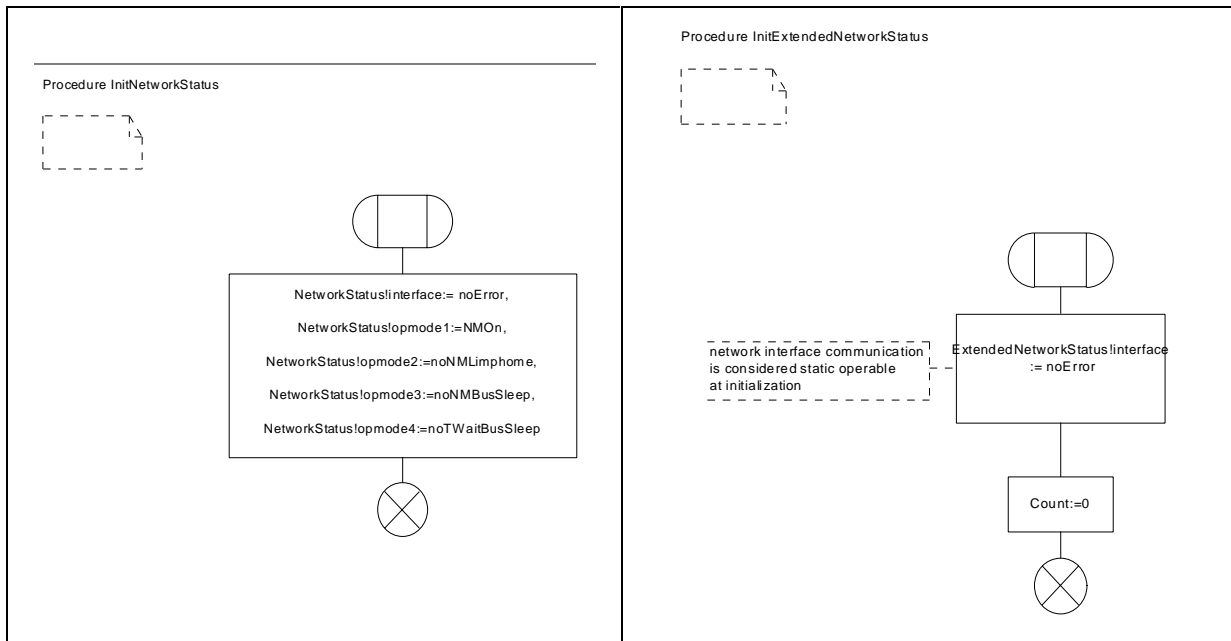 Procedure InitNetworkStatus
NetworkStatus!interface:= noError,
NetworkStatus!opmode1:=NMOn,
NetworkStatus!opmode2:=noNMLimphome,
NetworkStatus!opmode3:=noNMBusSleep,
NetworkStatus!opmode4:=noTWaitBusSleep
Procedure InitExtendedNetworkStatus
network interface communication
is considered static operable
at initialization
ExtendedNetworkStatus!interface
:= noError
Count:=0